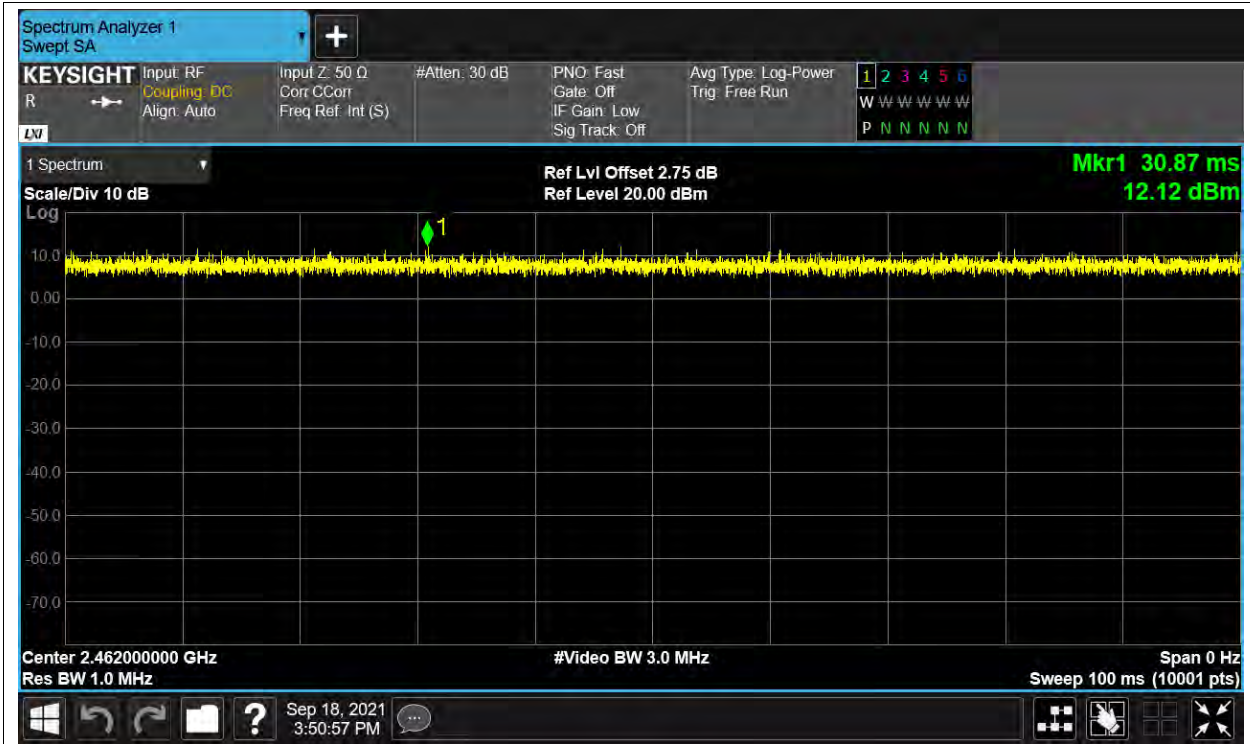 Spectrum Analyzer 1
Swept SA
KEYSIGHT
R
LXI
Input: RF
Coupling: DC
Align: Auto
Input Z: 50 Ω
Corr CCorr
Freq Ref: Int (S)
#Atten: 30 dB
PNO: Fast
Gate: Off
IF Gain: Low
Sig Track: Off
Avg Type: Log-Power
Trig: Free Run
1 2 3 4 5 6
W W W W W W
P N N N N N
1 Spectrum
Scale/Div 10 dB
Ref Lvl Offset 2.75 dB
Ref Level 20.00 dBm
Mkr1 30.87 ms
12.12 dBm
Log
1
10.0
0.00
-10.0
-20.0
-30.0
-40.0
-50.0
-60.0
-70.0
Center 2.462000000 GHz
#Video BW 3.0 MHz
Span 0 Hz
Res BW 1.0 MHz
Sweep 100 ms (10001 pts)
?
Sep 18, 2021
3:50:57 PM